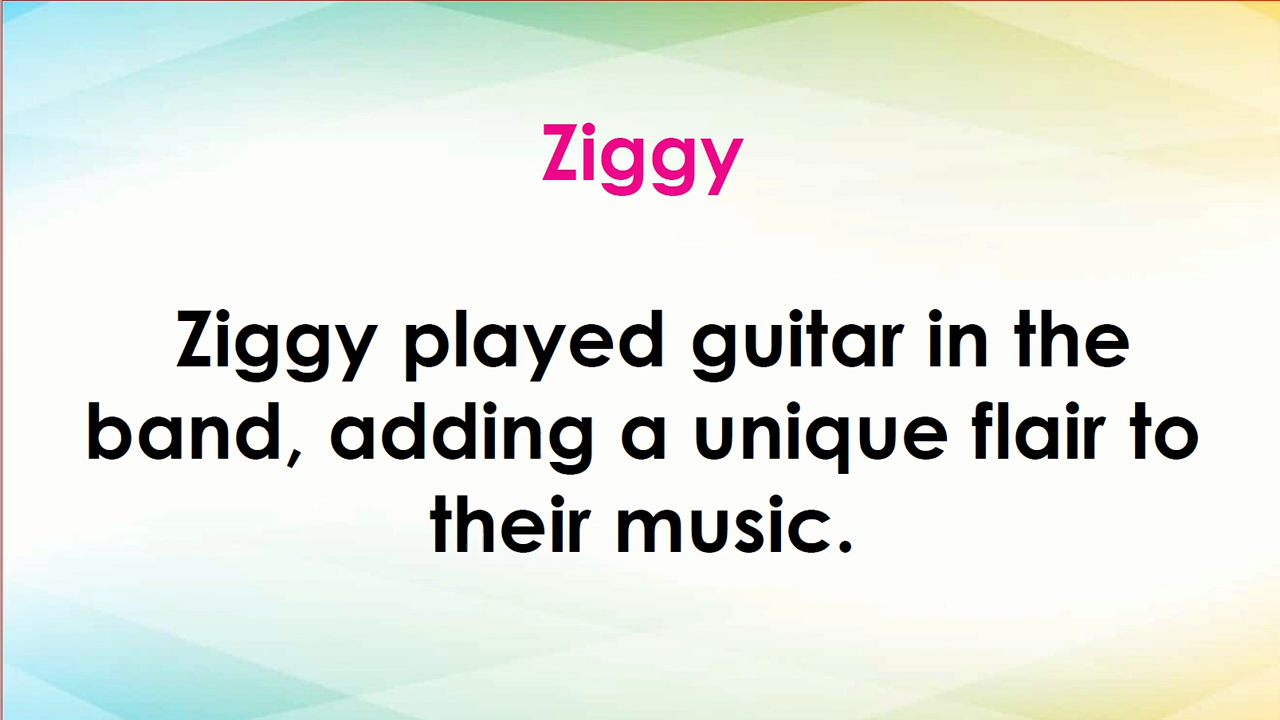 Ziggy
Ziggy played guitar in the
band, adding a unique flair to
their music.